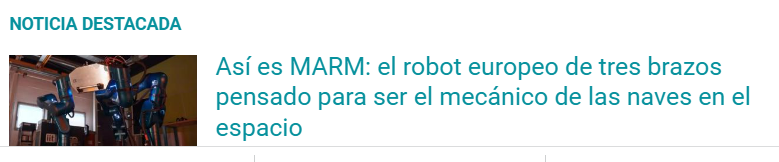 NOTICIA DESTACADA
Así es MARM: el robot europeo de tres brazos
pensado para ser el mecánico de las naves en el
espacio